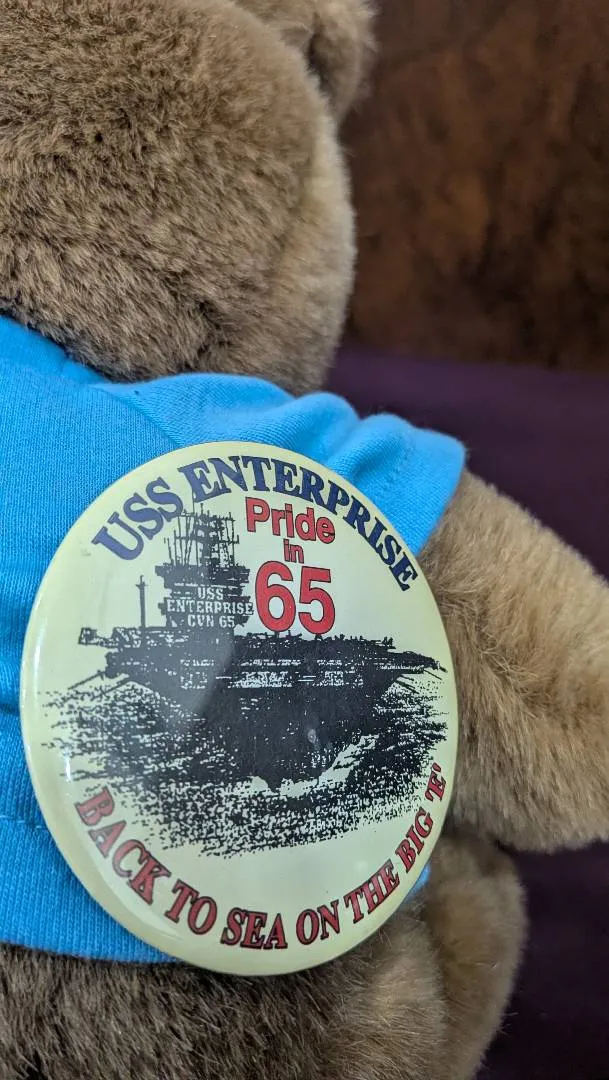 USS ENTERPRISE
Pride
in
65
USS
ENTERPRISE
CVN 65
BACK TO SEA ON THE BIG 'E'